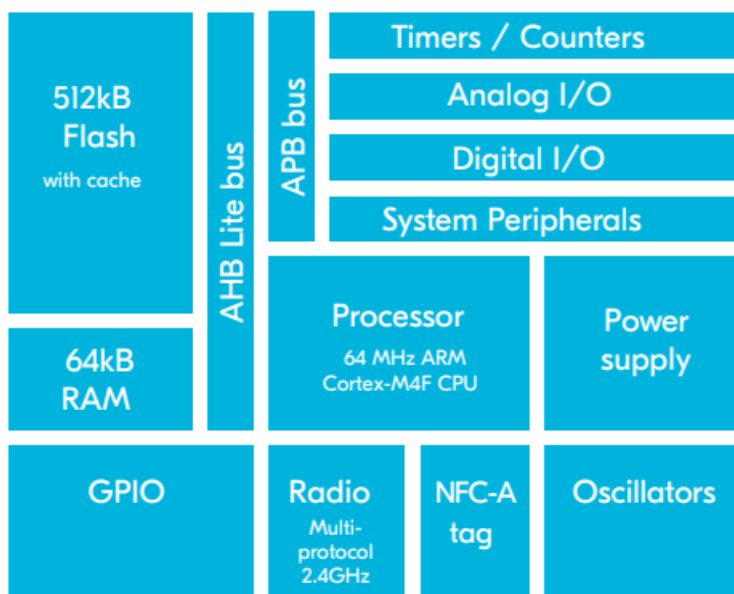 512kB
Flash
with cache
64kB
RAM
AHB Lite bus
APB bus
Timers / Counters
Analog I/O
Digital I/O
System Peripherals
Processor
64 MHz ARM
Cortex-M4F CPU
Power
supply
GPIO
Radio
Multi-
protocol
2.4GHz
NFC-A
tag
Oscillators